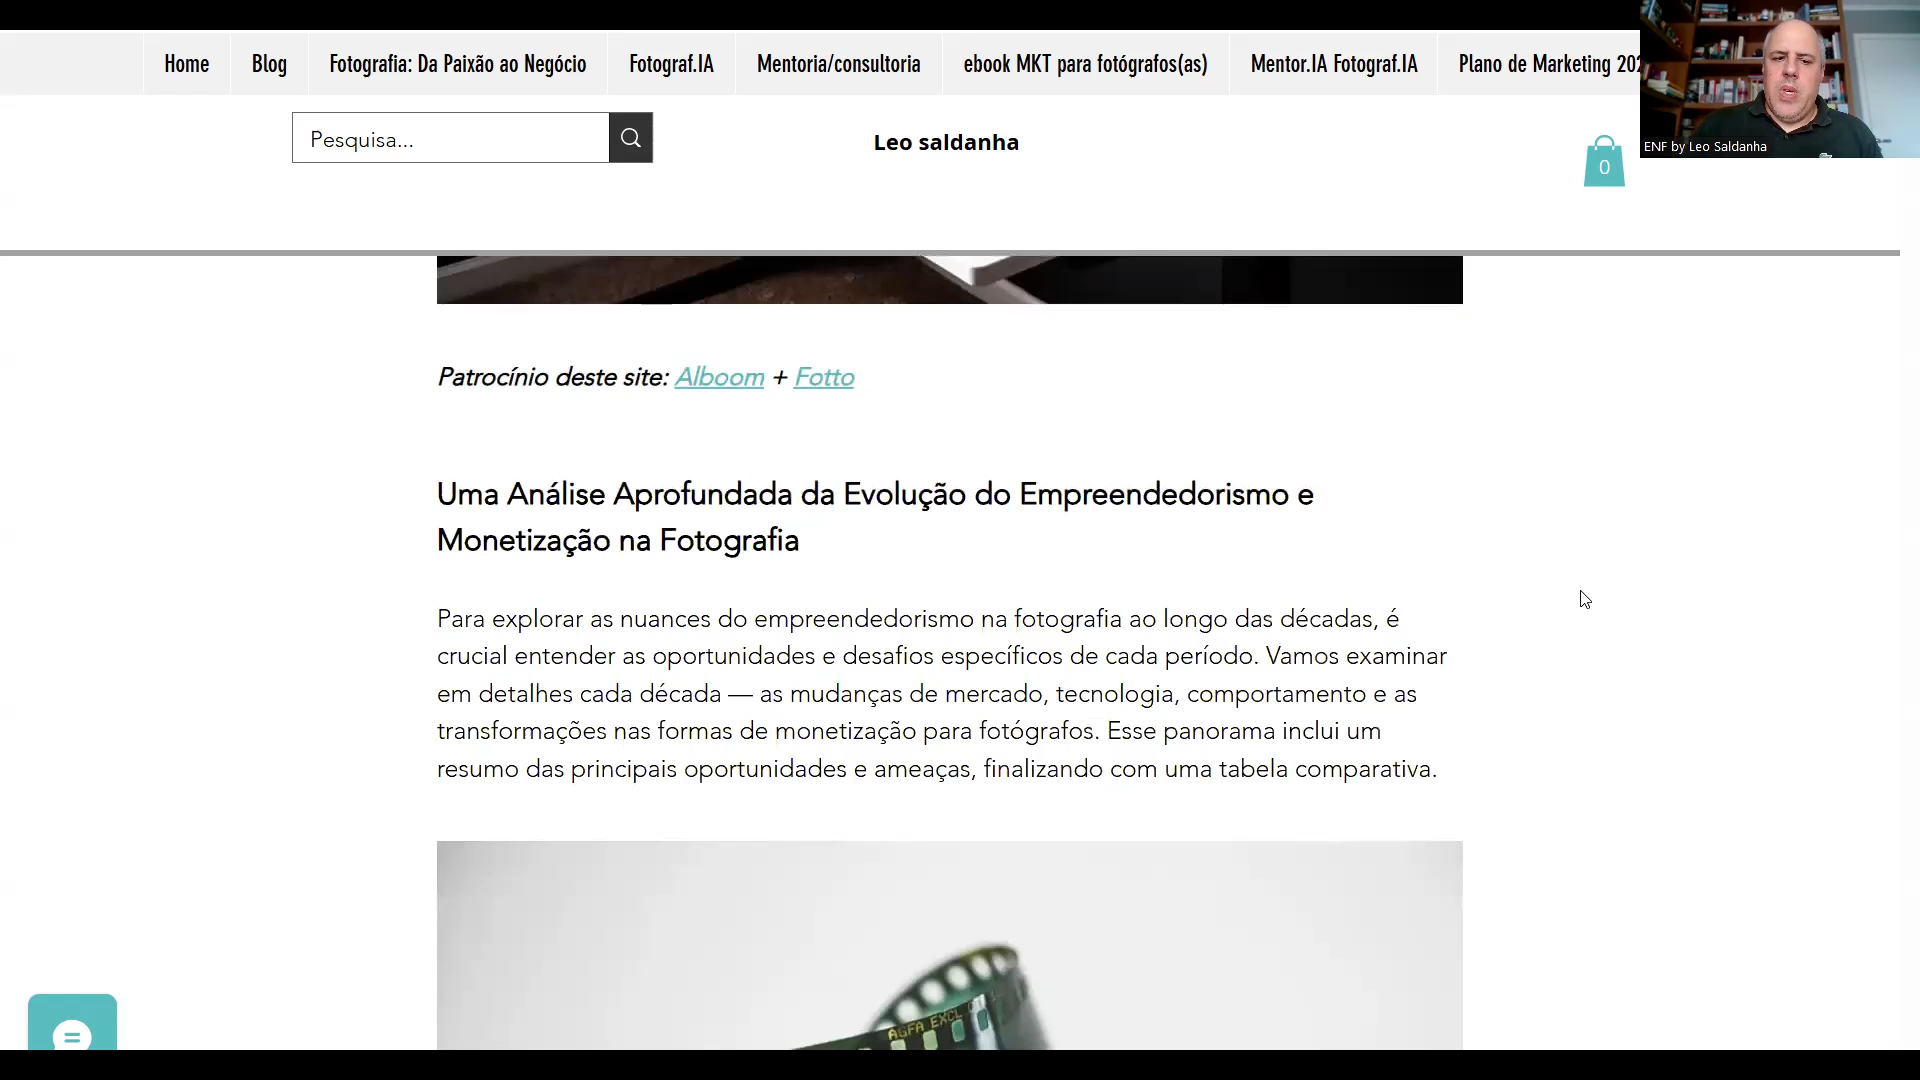 Home Blog Fotografia: Da Paixão ao Negócio Fotograf.IA Mentoria/consultoria ebook MKT para fotógrafos(as) Mentor.IA Fotograf.IA Plano de Marketing
Pesquisa...
Leo saldanha
0
ENF by Leo Saldanha
Patrocínio deste site: Alboom + Fotto
Uma Análise Aprofundada da Evolução do Empreendedorismo e
Monetização na Fotografia
Para explorar as nuances do empreendedorismo na fotografia ao longo das décadas, é
crucial entender as oportunidades e desafios específicos de cada período. Vamos examinar
em detalhes cada década — as mudanças de mercado, tecnologia, comportamento e as
transformações nas formas de monetização para fotógrafos. Esse panorama inclui um
resumo das principais oportunidades e ameaças, finalizando com uma tabela comparativa.
AGFA EXCL